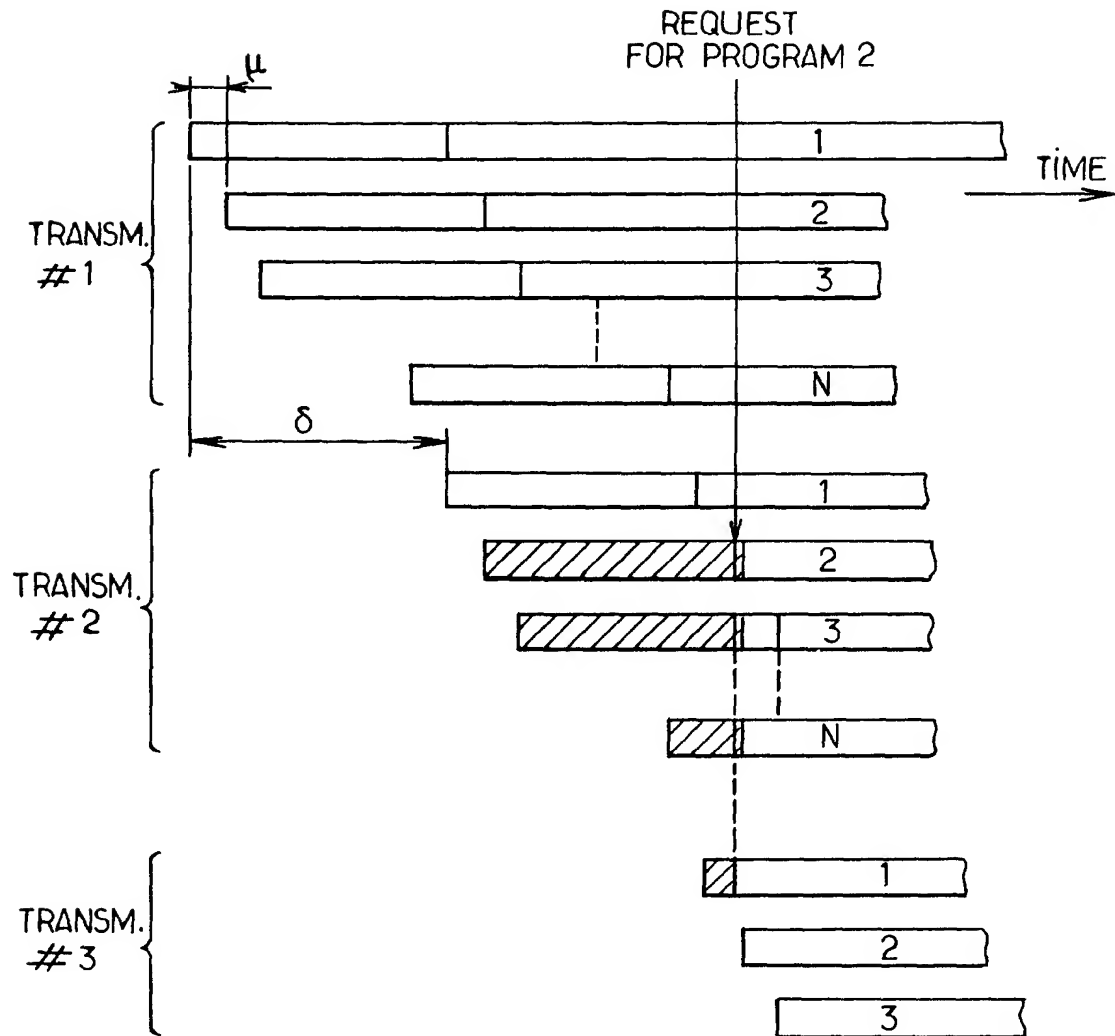 REQUEST
FOR PROGRAM 2
μ
1
TIME
2
TRANSM.
#1
3
N
δ
1
2
TRANSM.
#2
3
N
1
TRANSM.
#3
2
3